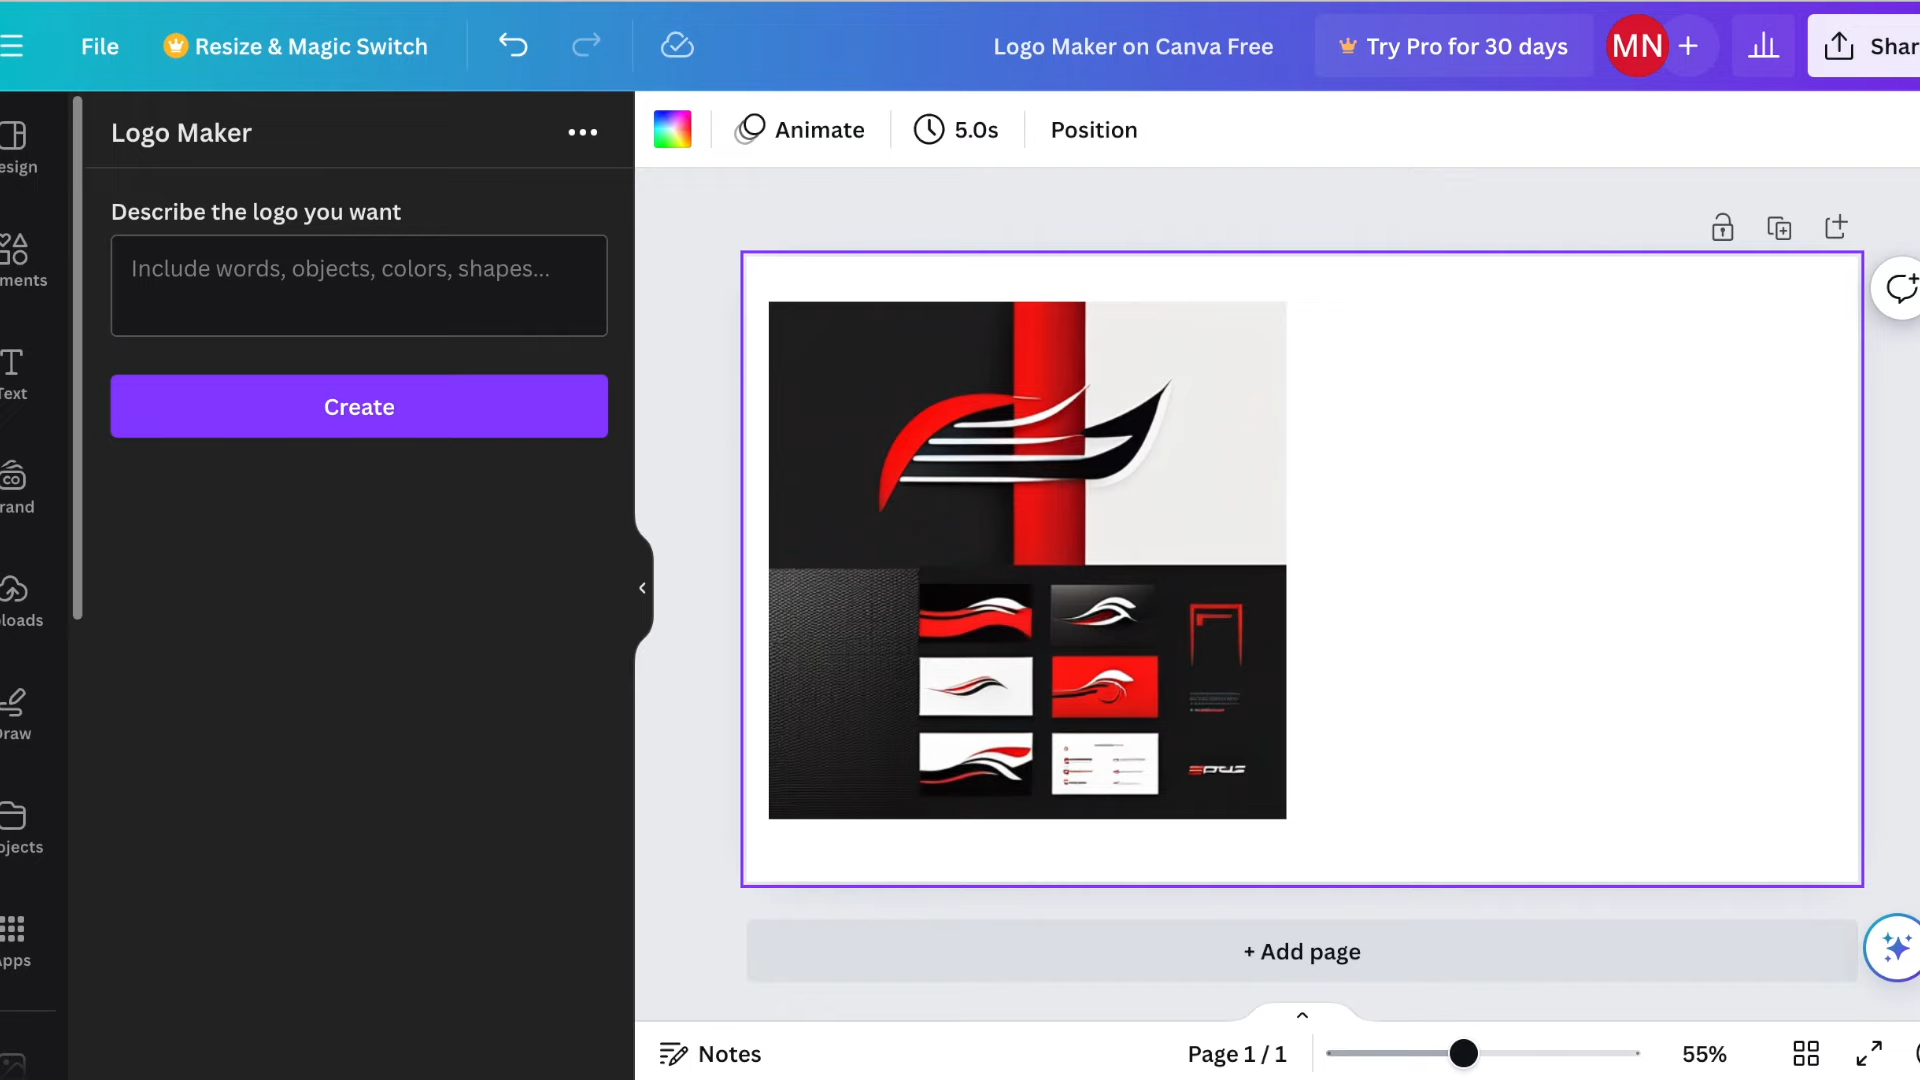 File
Resize & Magic Switch
Logo Maker on Canva Free
Try Pro for 30 days
MN
Shar
esign
ments
Text
rand
loads
Draw
ojects
Apps
Logo Maker
Describe the logo you want
Include words, objects, colors, shapes...
Create
Animate
5.0s
Position
+ Add page
Notes
Page 1 / 1
55%